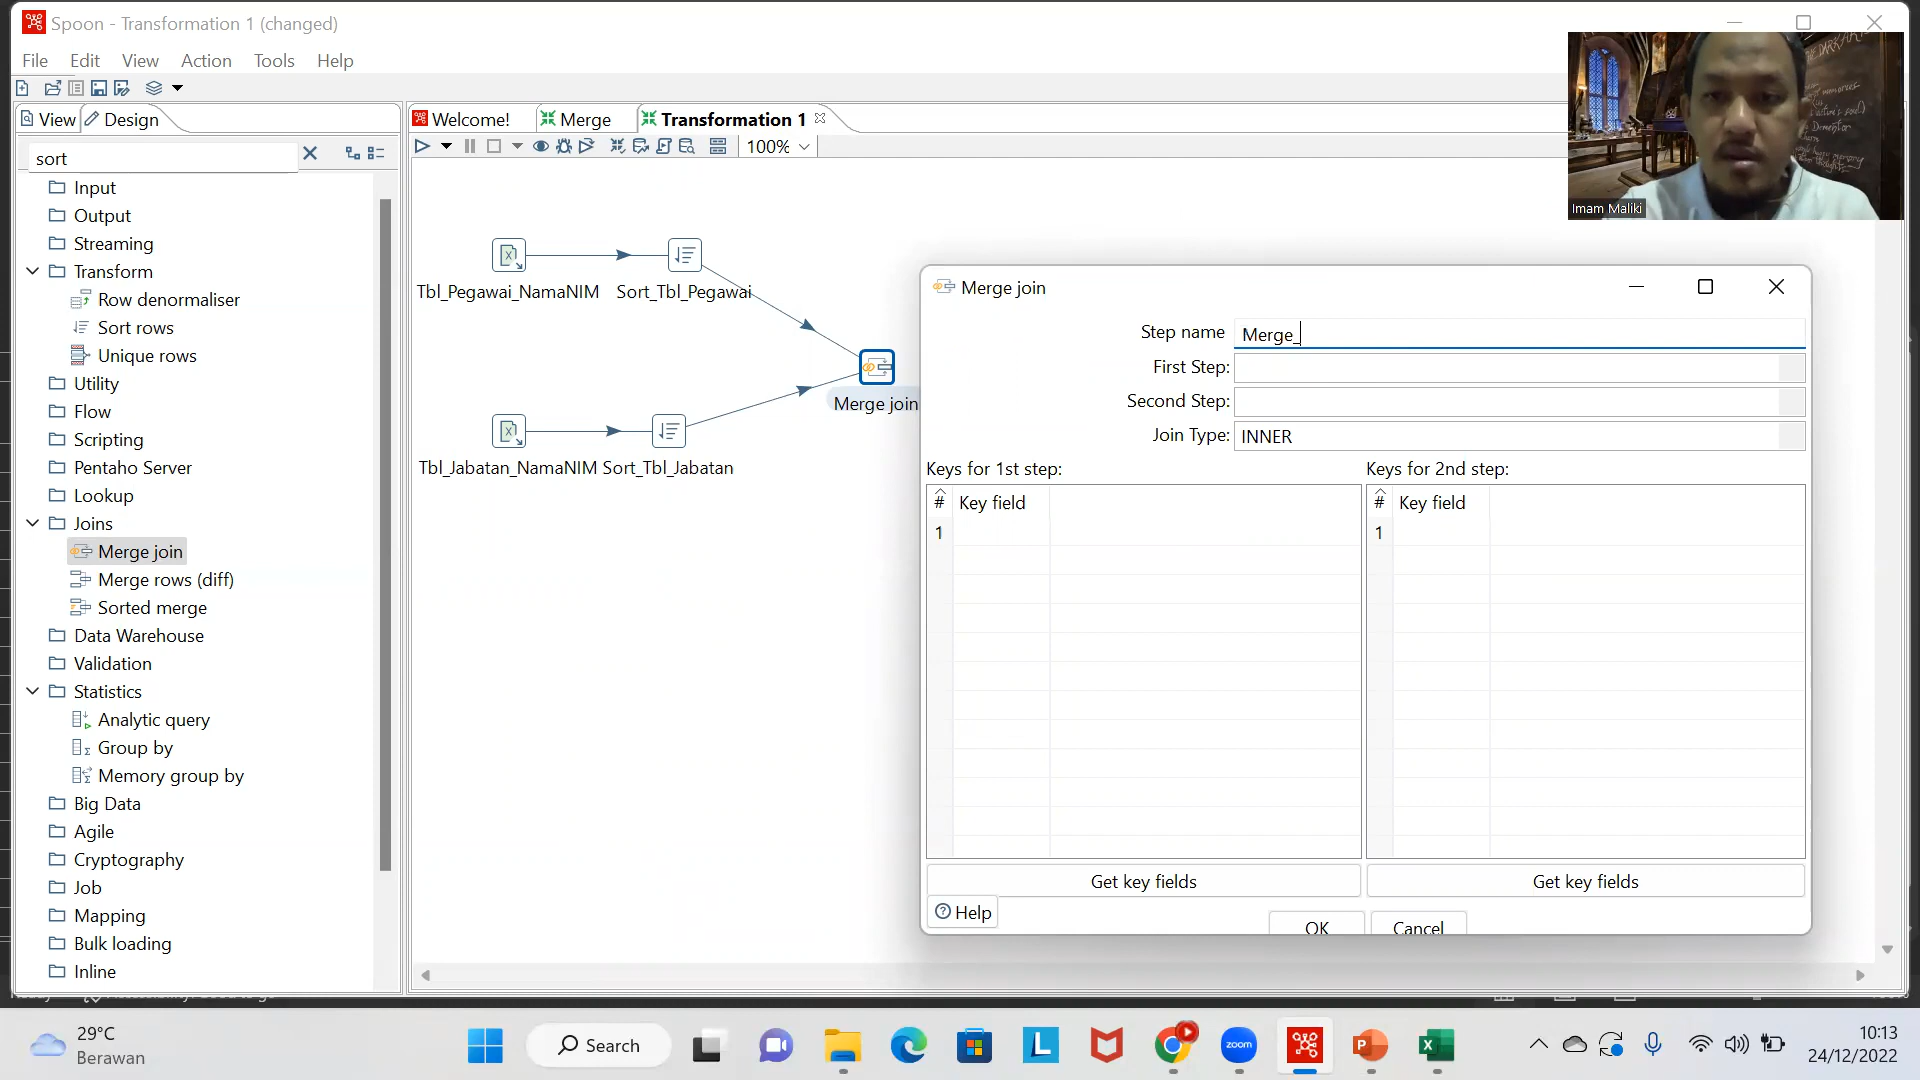 Spoon - Transformation 1 (changed)
File Edit View Action Tools Help
View Design
Welcome! Merge Transformation 1
sort
100%
Input
Output
Streaming
Transform
Row denormaliser
Sort rows
Unique rows
Utility
Flow
Scripting
Pentaho Server
Lookup
Joins
Merge join
Merge rows (diff)
Sorted merge
Data Warehouse
Validation
Statistics
Analytic query
Group by
Memory group by
Big Data
Agile
Cryptography
Job
Mapping
Bulk loading
Inline
Tbl_Pegawai_NamaNIM Sort_Tbl_Pegawai
Merge join
Tbl_Jabatan_NamaNIM Sort_Tbl_Jabatan
Imam Maliki
Merge join
Step name Merge_
First Step:
Second Step:
Join Type: INNER
Keys for 1st step: Keys for 2nd step:
# Key field # Key field
1 1
Get key fields Get key fields
Help
OK Cancel
29°C
Berawan
Search
zoom
10:13
24/12/2022